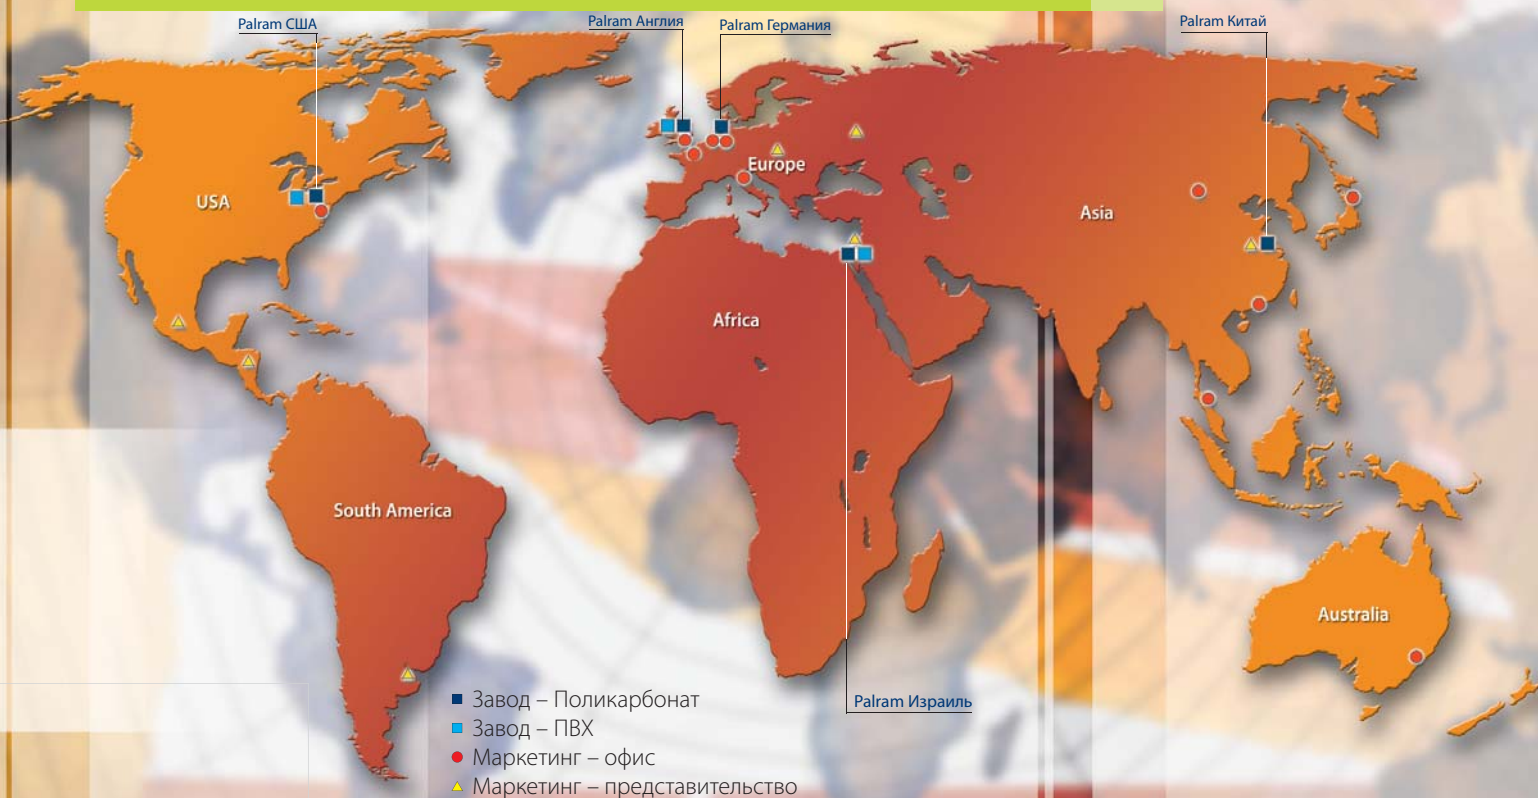 Palram США
Palram Англия
Palram Германия
Palram Китай
Europe
USA
Asia
Africa
South America
Australia
Palram Израиль
Завод – Поликарбонат
Завод – ПВХ
Маркетинг – офис
Маркетинг – представительство